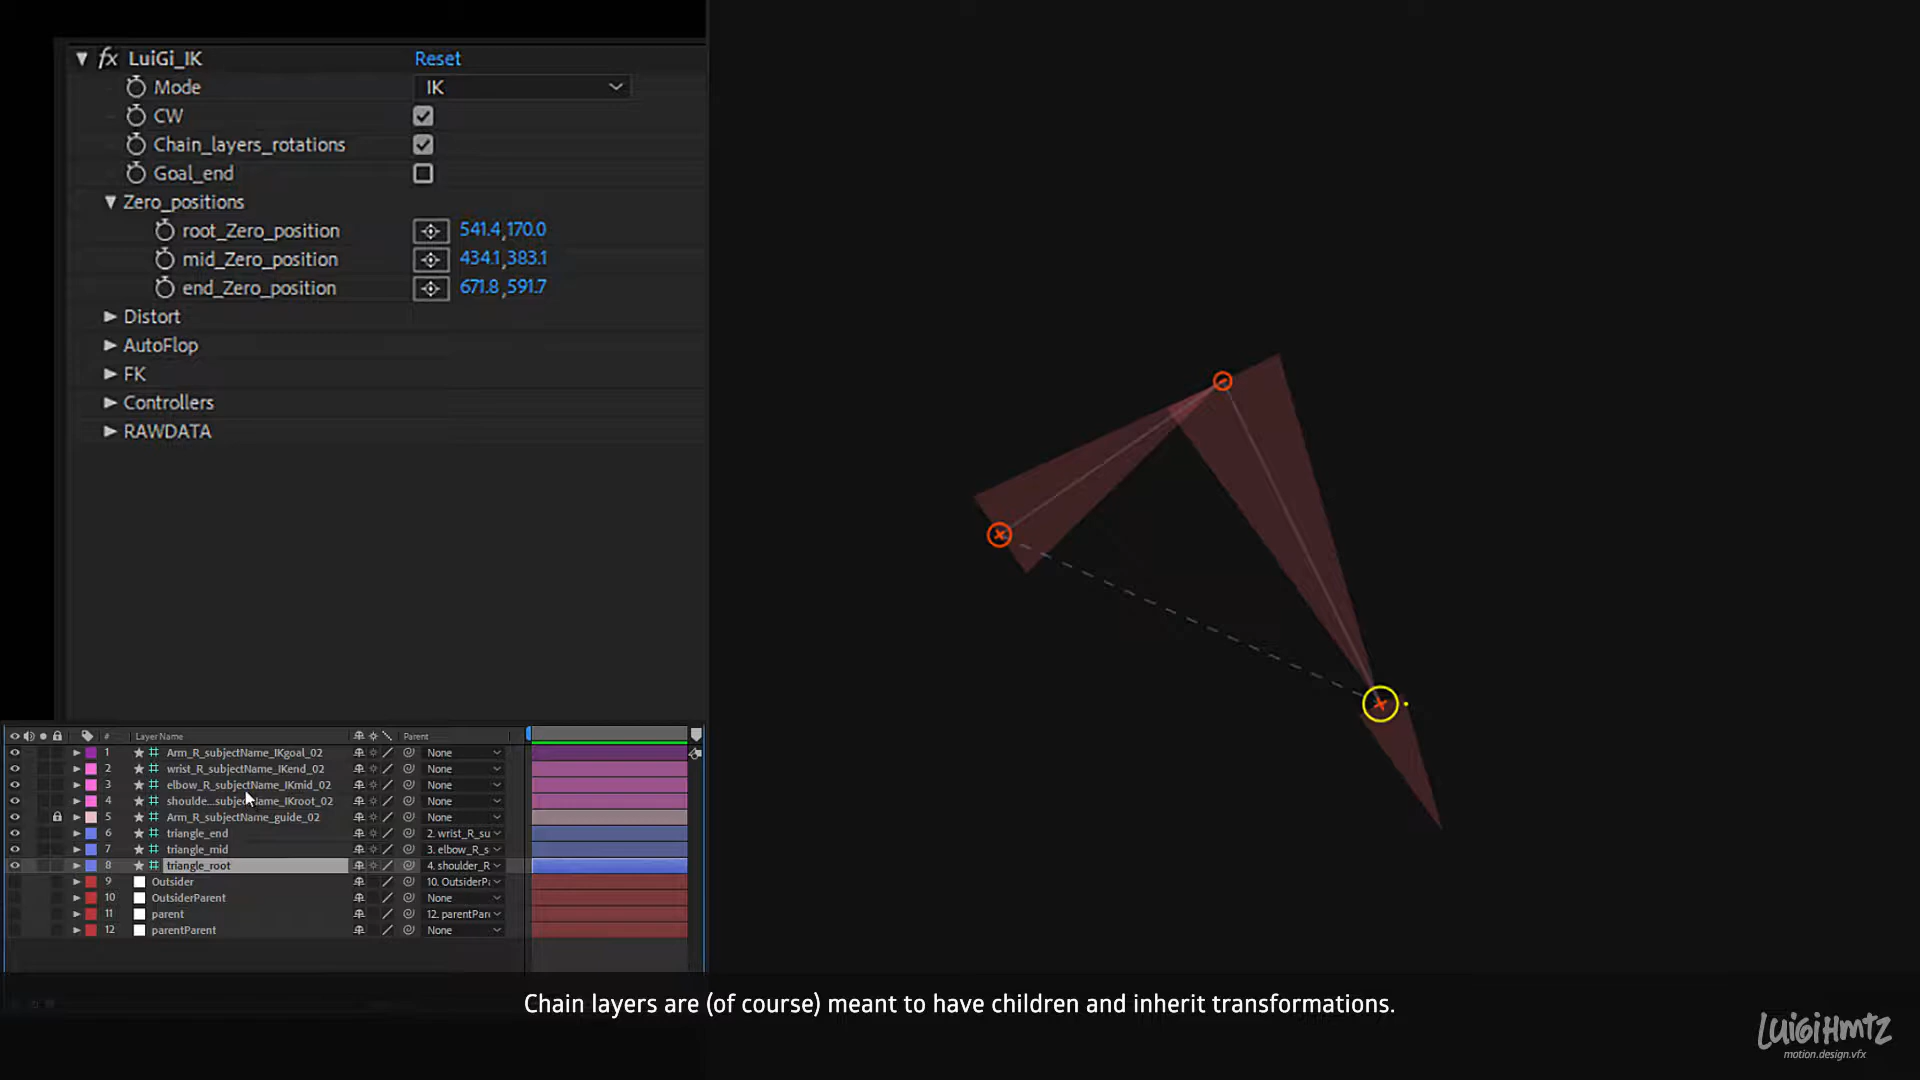 fx LuiGi_IK Reset
Mode IK
CW
Chain_layers_rotations
Goal_end
Zero_positions
root_Zero_position 541.4,170.0
mid_Zero_position 434.1,383.1
end_Zero_position 671.8,591.7
Distort
AutoFlop
FK
Controllers
RAWDATA
# Layer Name Parent
1 Arm_R_subjectName_IKgoal_02 None
2 wrist_R_subjectName_IKend_02 None
3 elbow_R_subjectName_IKmid_02 None
4 shoulde...subjectName_IKroot_02 None
5 Arm_R_subjectName_guide_02 None
6 triangle_end 2. wrist_R_su
7 triangle_mid 3. elbow_R_s
8 triangle_root 4. shoulder_R
9 Outsider 10. OutsiderPa
10 OutsiderParent None
11 parent 12. parentPare
12 parentParent None
Chain layers are (of course) meant to have children and inherit transformations.
LuiGiHmtz
motion.design.vfx